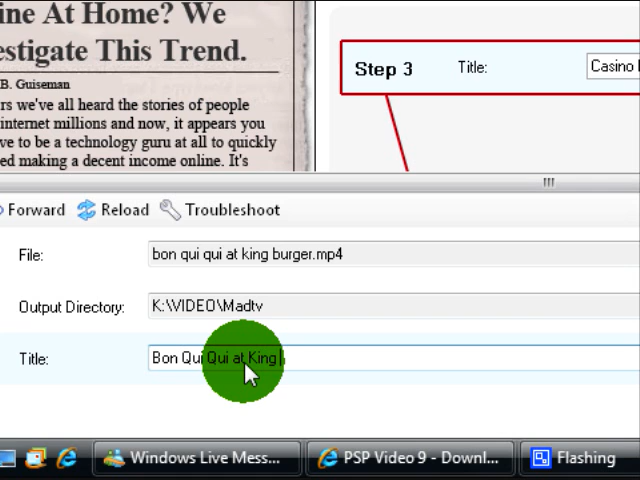 ine At Home? We
estigate This Trend.
B. Guiseman
rs we've all heard the stories of people
internet millions and now, it appears you
ve to be a technology guru at all to quickly
ed making a decent income online. It's
Step 3
Title:
Casino
Forward
Reload
Troubleshoot
File:
bon qui qui at king burger.mp4
Output Directory:
K:\VIDEO\Madtv
Title:
Bon Qui Qui at King
Windows Live Mess...
PSP Video 9 - Downl...
Flashing